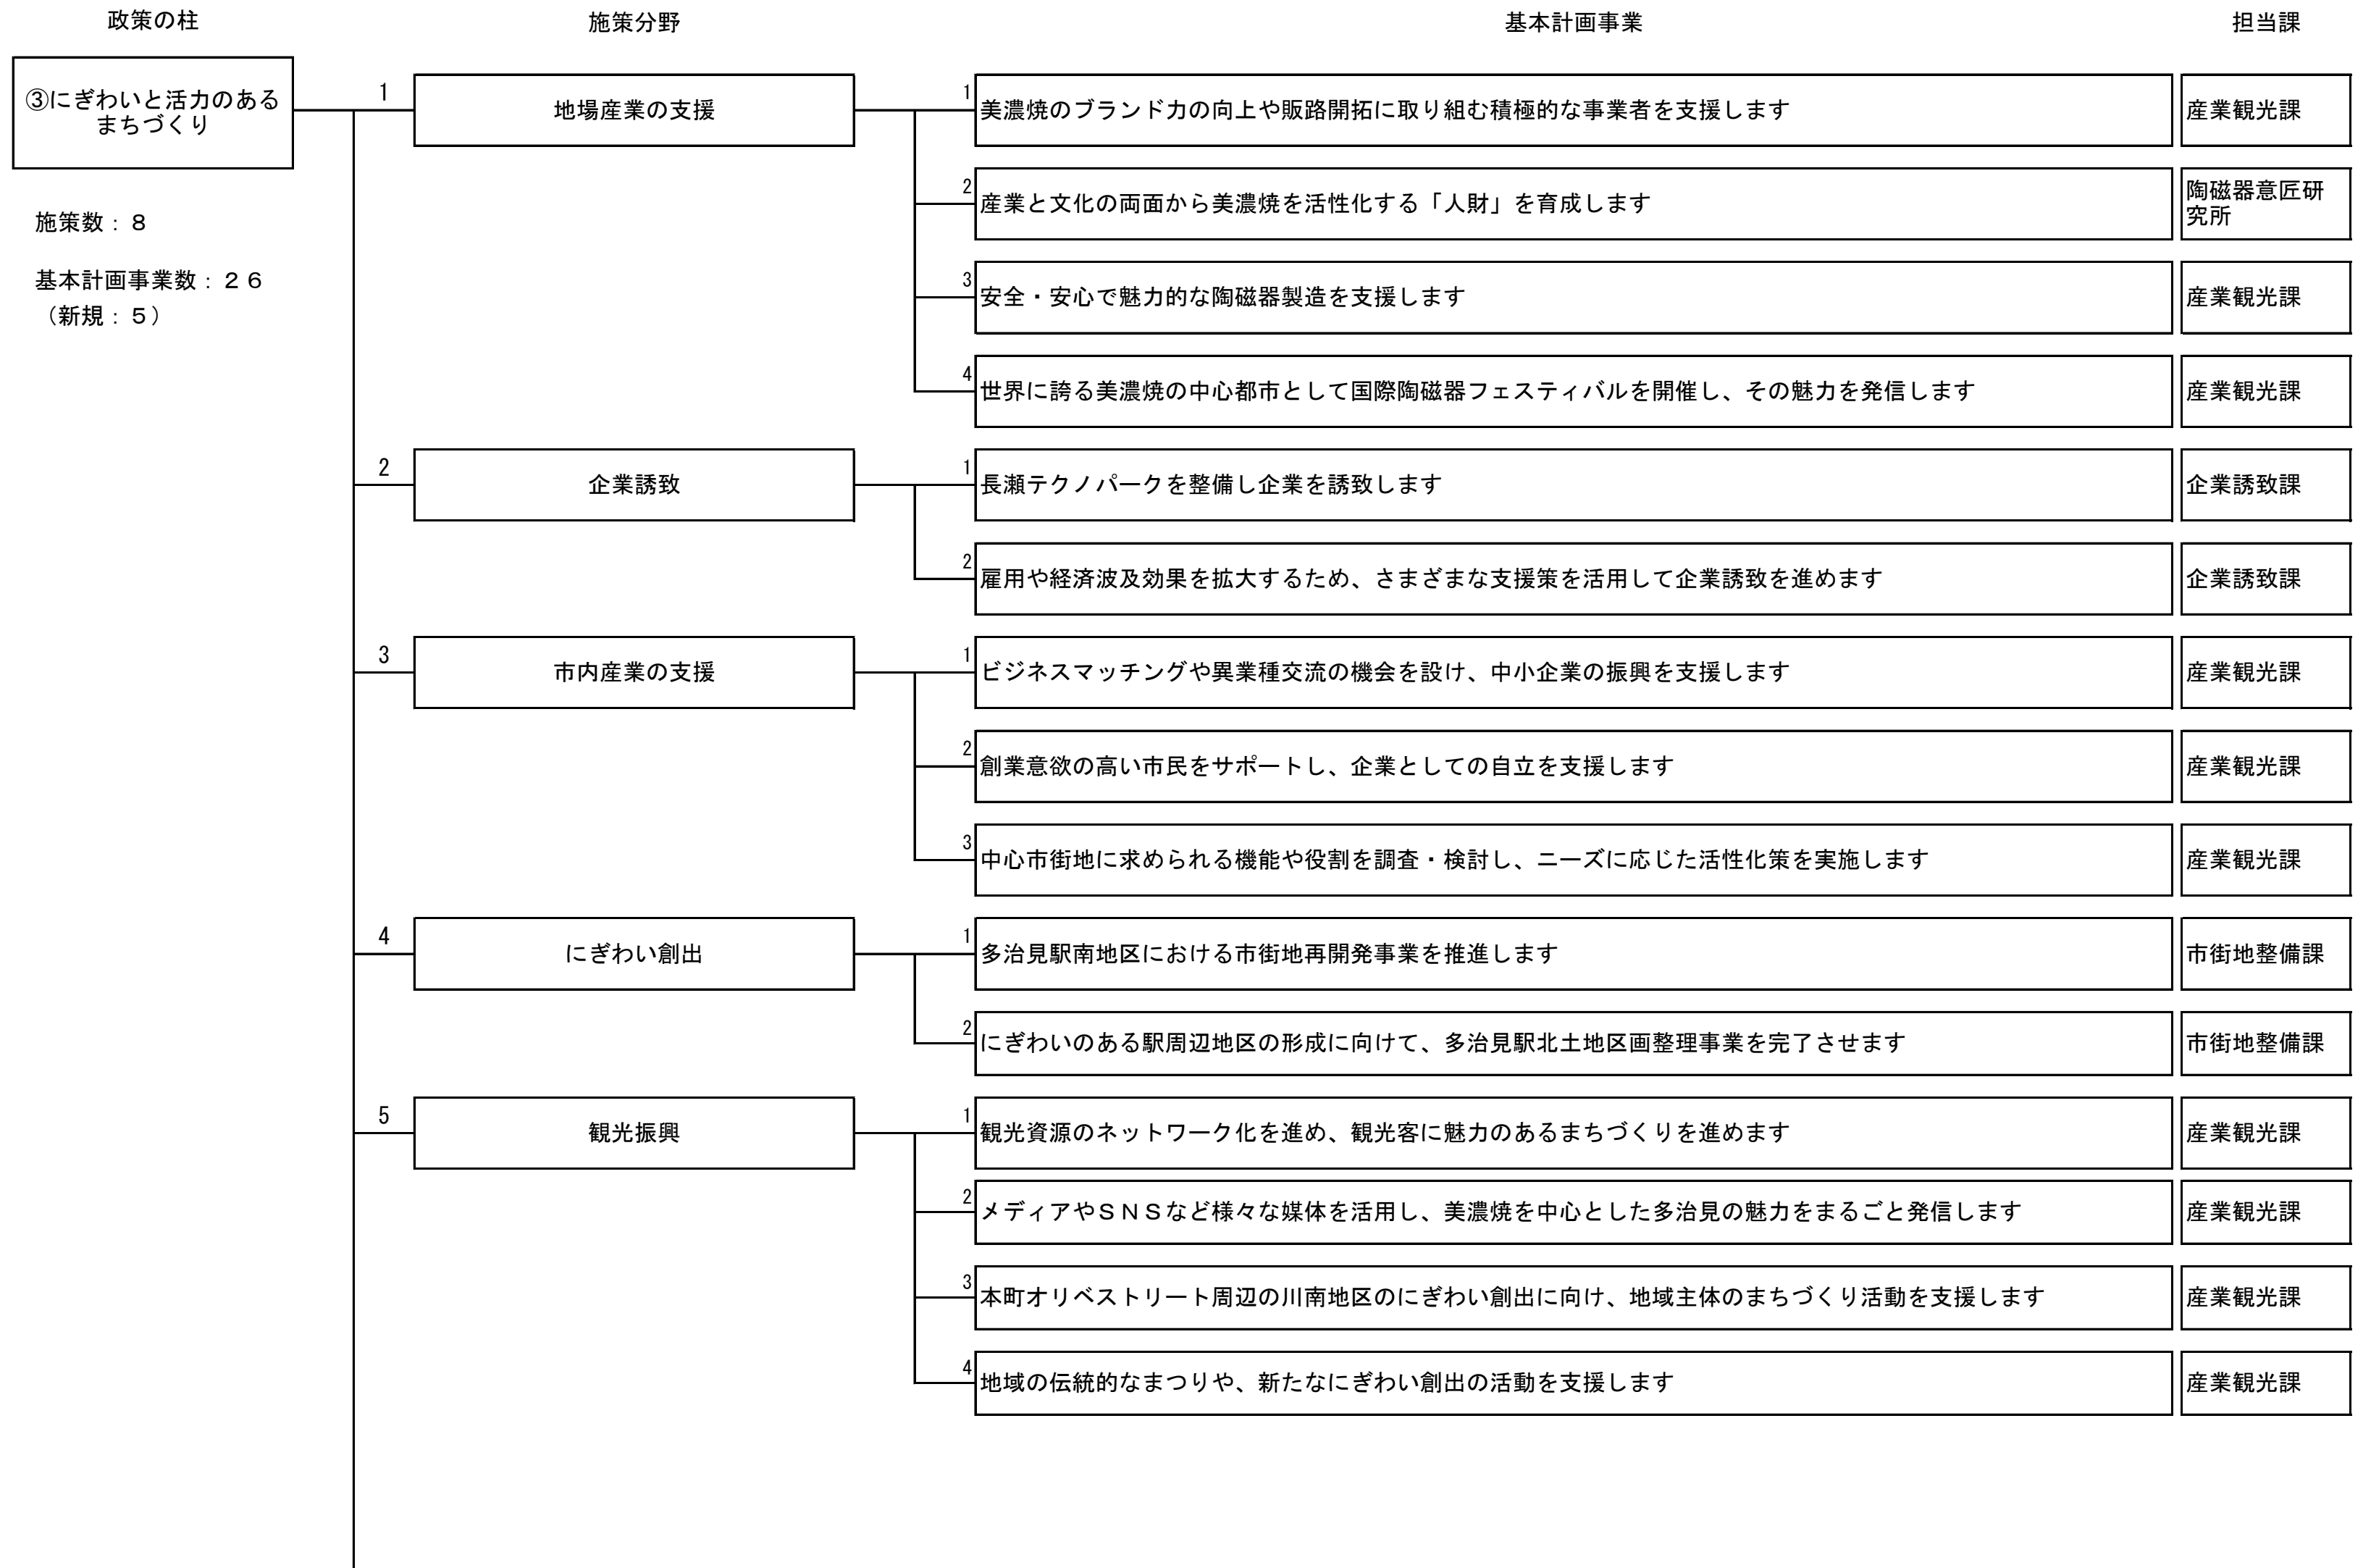 政策の柱
施策分野
基本計画事業
担当課
③にぎわいと活力のある
まちづくり
施策数：８
基本計画事業数：２６
（新規：５）
1
地場産業の支援
1
美濃焼のブランド力の向上や販路開拓に取り組む積極的な事業者を支援します
産業観光課
2
産業と文化の両面から美濃焼を活性化する「人財」を育成します
陶磁器意匠研
究所
3
安全・安心で魅力的な陶磁器製造を支援します
産業観光課
4
世界に誇る美濃焼の中心都市として国際陶磁器フェスティバルを開催し、その魅力を発信します
産業観光課
2
企業誘致
1
長瀬テクノパークを整備し企業を誘致します
企業誘致課
2
雇用や経済波及効果を拡大するため、さまざまな支援策を活用して企業誘致を進めます
企業誘致課
3
市内産業の支援
1
ビジネスマッチングや異業種交流の機会を設け、中小企業の振興を支援します
産業観光課
2
創業意欲の高い市民をサポートし、企業としての自立を支援します
産業観光課
3
中心市街地に求められる機能や役割を調査・検討し、ニーズに応じた活性化策を実施します
産業観光課
4
にぎわい創出
1
多治見駅南地区における市街地再開発事業を推進します
市街地整備課
2
にぎわいのある駅周辺地区の形成に向けて、多治見駅北土地区画整理事業を完了させます
市街地整備課
5
観光振興
1
観光資源のネットワーク化を進め、観光客に魅力のあるまちづくりを進めます
産業観光課
2
メディアやＳＮＳなど様々な媒体を活用し、美濃焼を中心とした多治見の魅力をまるごと発信します
産業観光課
3
本町オリベストリート周辺の川南地区のにぎわい創出に向け、地域主体のまちづくり活動を支援します
産業観光課
4
地域の伝統的なまつりや、新たなにぎわい創出の活動を支援します
産業観光課